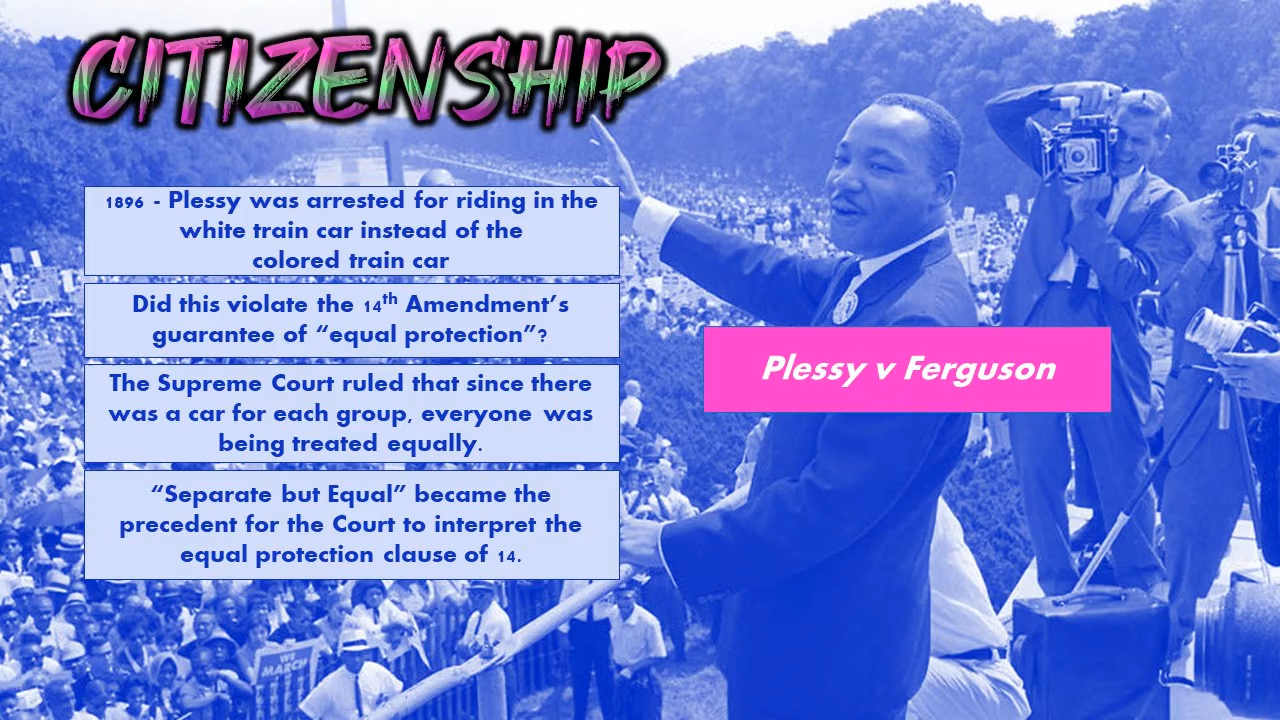 CITIZENSHIP
1896 - Plessy was arrested for riding in the
white train car instead of the
colored train car
Did this violate the 14th Amendment’s
guarantee of “equal protection”?
The Supreme Court ruled that since there
was a car for each group, everyone was
being treated equally.
“Separate but Equal” became the
precedent for the Court to interpret the
equal protection clause of 14.
Plessy v Ferguson
WE
MARCH